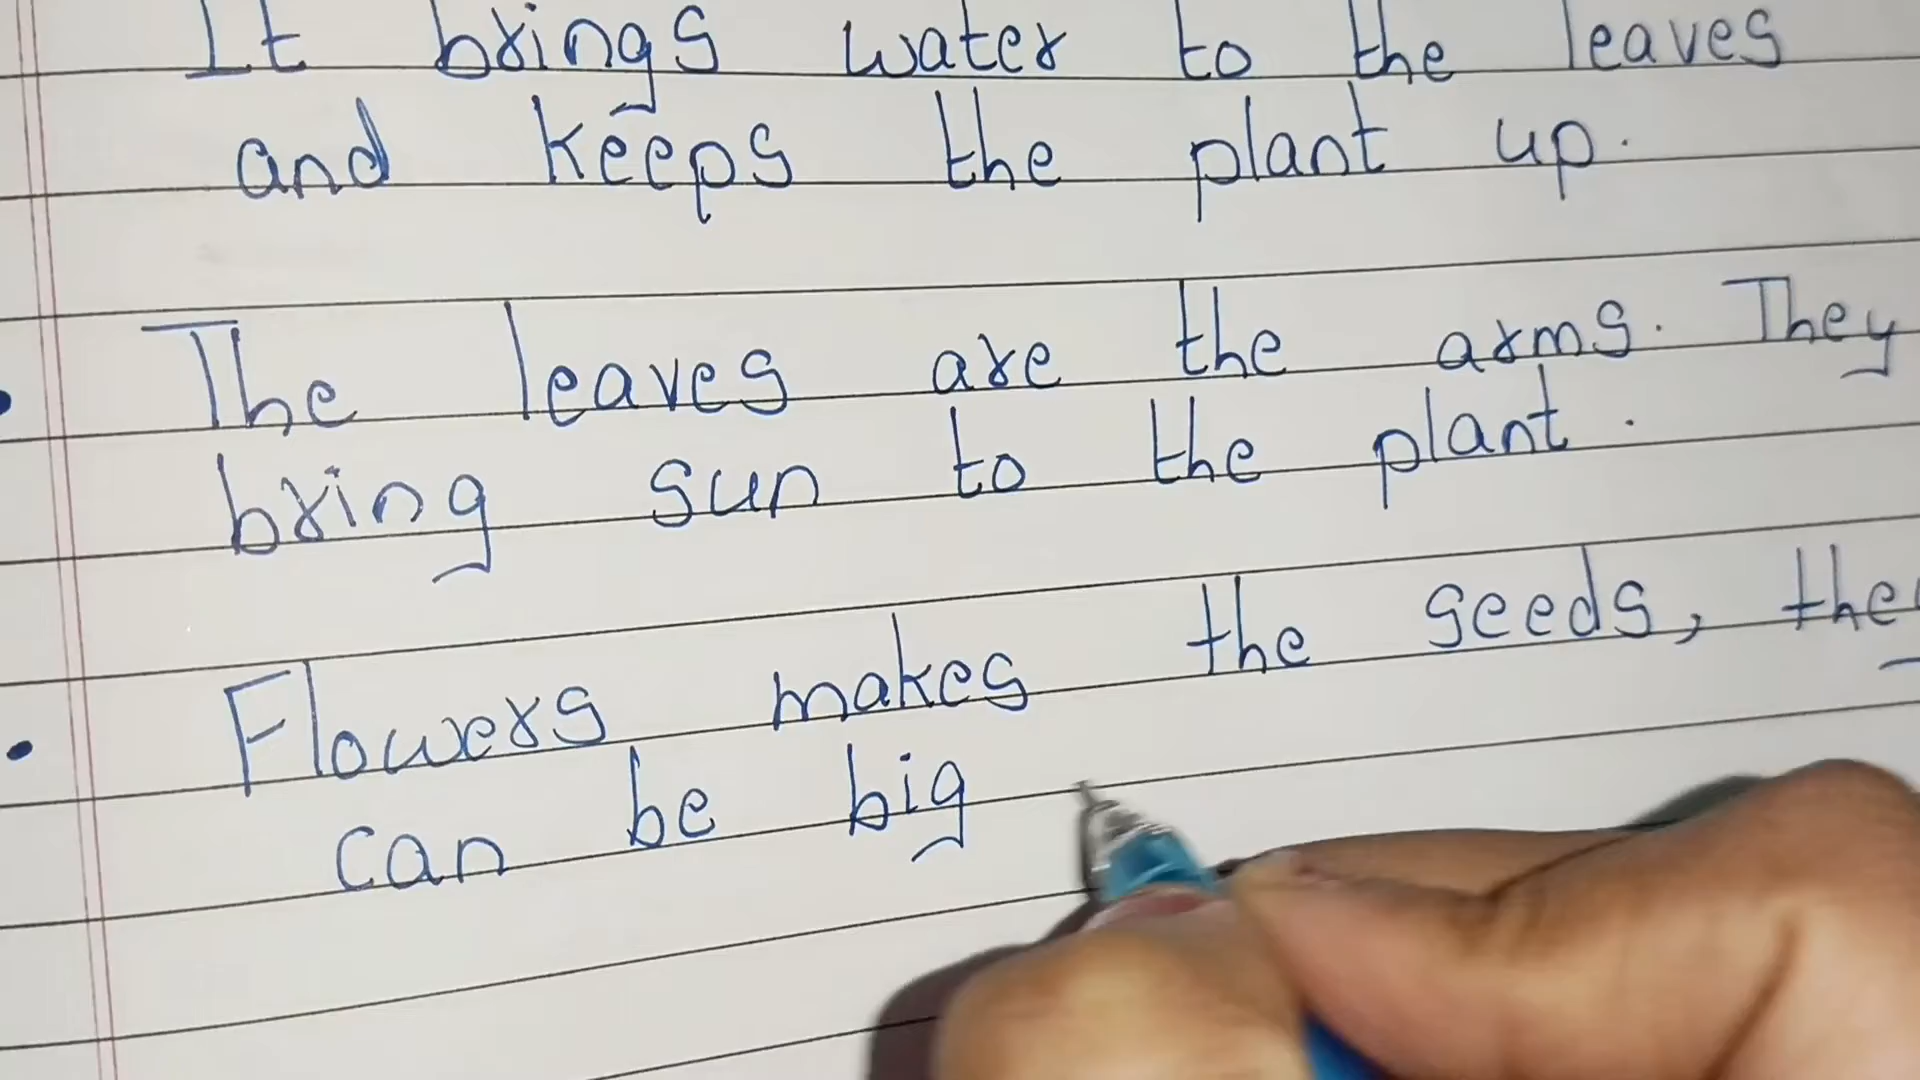 It brings water to the leaves
and keeps the plant up.
The leaves are the arms. They
bring sun to the plant.
Flowers makes the seeds, they
can be big